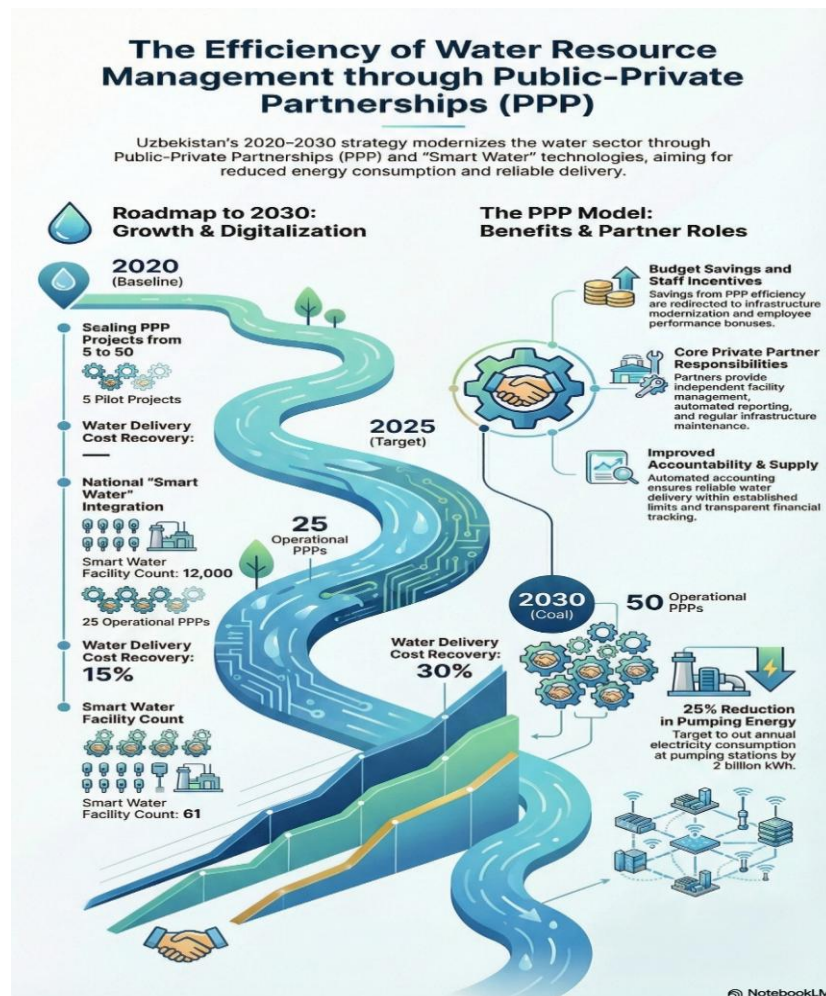 The Efficiency of Water Resource
Management through Public-Private
Partnerships (PPP)
Uzbekistan's 2020–2030 strategy modernizes the water sector through
Public-Private Partnerships (PPP) and "Smart Water" technologies, aiming for
reduced energy consumption and reliable delivery.
Roadmap to 2030:
Growth & Digitalization
2020
(Baseline)
Sealing PPP
Projects from
5 to 50
5 Pilot Projects
Water Delivery
Cost Recovery:
—
National "Smart
Water"
Integration
Smart Water
Facility Count: 12,000
25 Operational PPPs
Water Delivery
Cost Recovery:
15%
Smart Water
Facility Count
Smart Water
Facility Count: 61
2025
(Target)
25
Operational
PPPs
Water Delivery
Cost Recovery:
30%
The PPP Model:
Benefits & Partner Roles
Budget Savings and
Staff Incentives
Savings from PPP efficiency
are redirected to infrastructure
modernization and employee
performance bonuses.
Core Private Partner
Responsibilities
Partners provide
independent facility
management,
automated reporting,
and regular infrastructure
maintenance.
Improved
Accountability & Supply
Automated accounting
ensures reliable water
delivery within established
limits and transparent financial
tracking.
2030
(Coal)
50 Operational
PPPs
25% Reduction
in Pumping Energy
Target to out annual
electricity consumption
at pumping stations by
2 billlon kWh.
NotebookLM